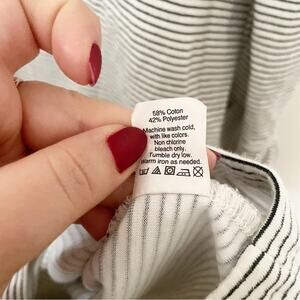 58% Coton
42% Polyester
Machine wash cold,
with like colors.
Non chlorine
bleach only.
Tumble dry low.
Warm iron as needed.